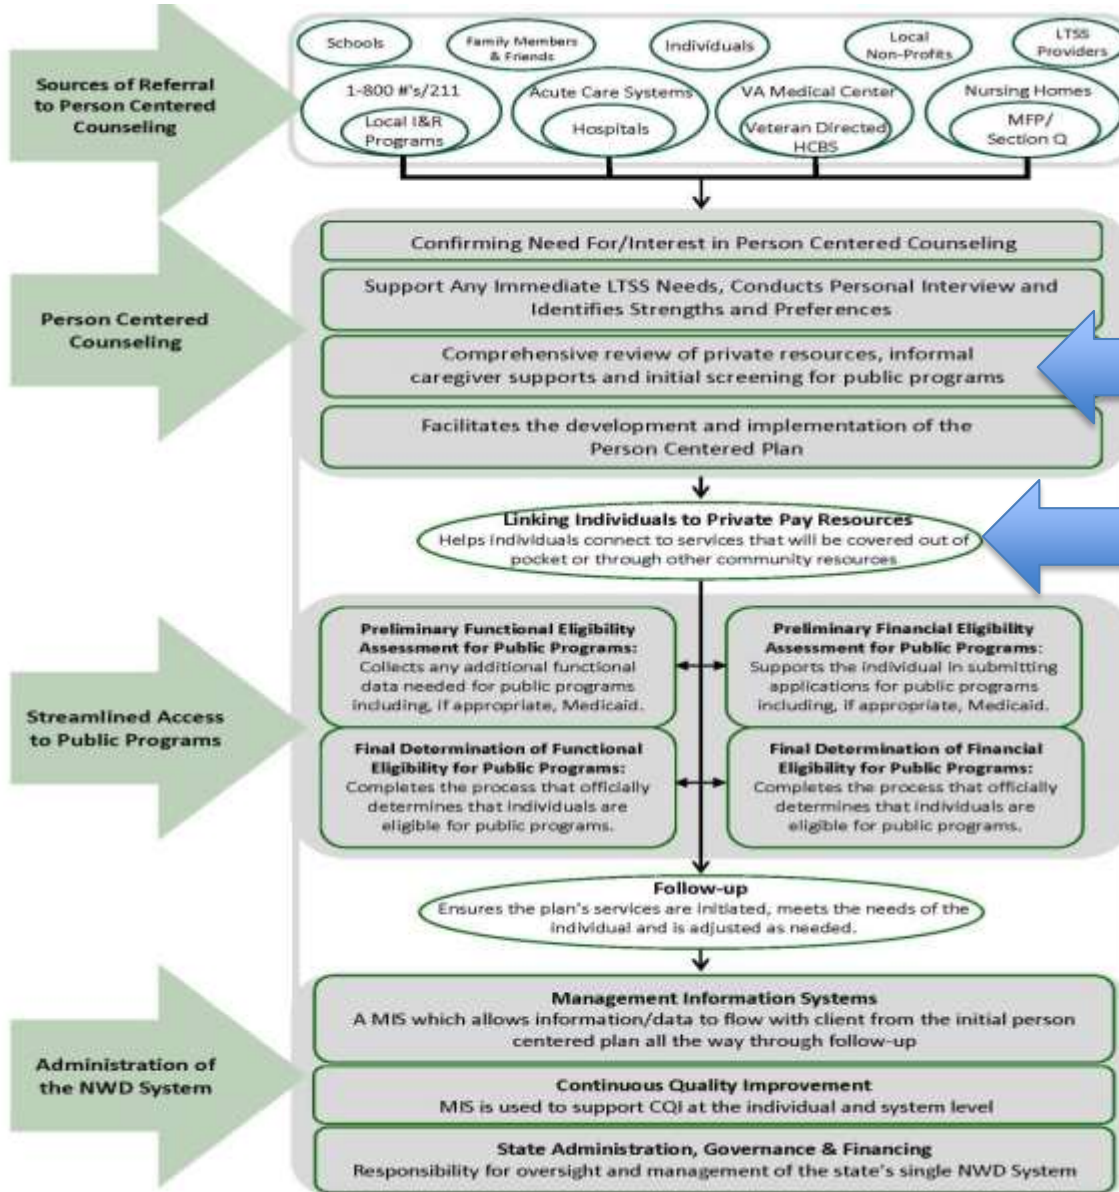 Sources of Referral
to Person Centered
Counseling
Schools
Family Members
& Friends
Individuals
Local
Non-Profits
LTSS
Providers
1-800 #'s/211
Local I&R
Programs
Acute Care Systems
Hospitals
VA Medical Center
Veteran Directed
HCBS
Nursing Homes
MFP/
Section Q
Person Centered
Counseling
Confirming Need For/Interest in Person Centered Counseling
Support Any Immediate LTSS Needs, Conducts Personal Interview and
Identifies Strengths and Preferences
Comprehensive review of private resources, informal
caregiver supports and initial screening for public programs
Facilitates the development and implementation of the
Person Centered Plan
Linking Individuals to Private Pay Resources
Helps individuals connect to services that will be covered out of
pocket or through other community resources
Streamlined Access
to Public Programs
Preliminary Functional Eligibility
Assessment for Public Programs:
Collects any additional functional
data needed for public programs
including, if appropriate, Medicaid.
Preliminary Financial Eligibility
Assessment for Public Programs:
Supports the individual in submitting
applications for public programs
including, if appropriate, Medicaid.
Final Determination of Functional
Eligibility for Public Programs:
Completes the process that officially
determines that individuals are
eligible for public programs.
Final Determination of Financial
Eligibility for Public Programs:
Completes the process that officially
determines that individuals are
eligible for public programs.
Follow-up
Ensures the plan's services are initiated, meets the needs of the
individual and is adjusted as needed.
Administration of
the NWD System
Management Information Systems
A MIS which allows information/data to flow with client from the initial person
centered plan all the way through follow-up
Continuous Quality Improvement
MIS is used to support CQI at the individual and system level
State Administration, Governance & Financing
Responsibility for oversight and management of the state's single NWD System